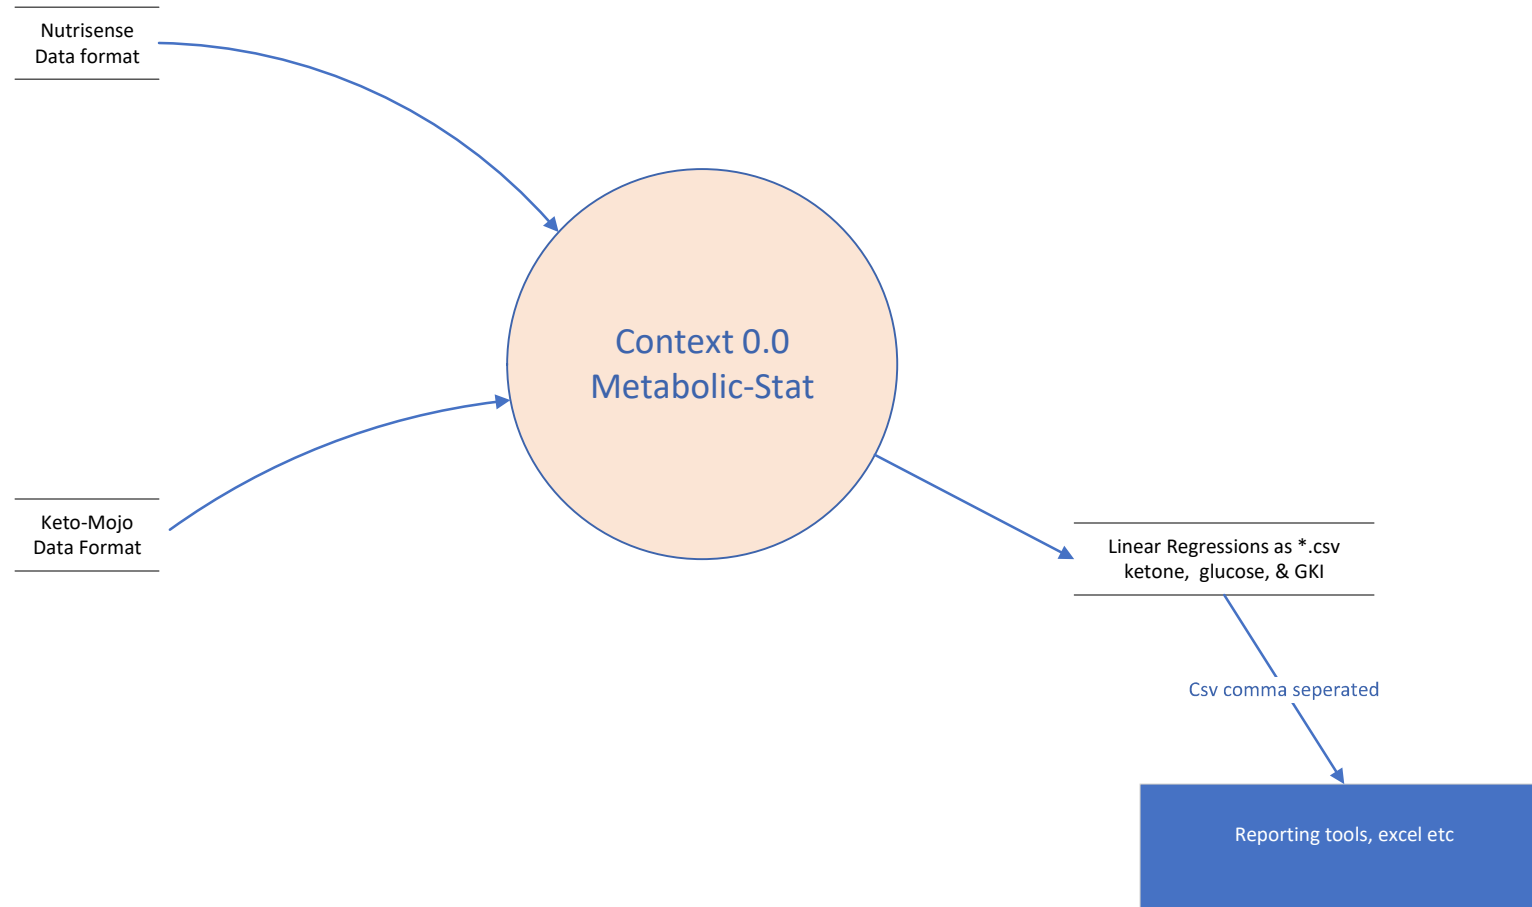 Nutrisense
Data format
Context 0.0
Metabolic-Stat
Keto-Mojo
Data Format
Linear Regressions as *.csv
ketone,  glucose, & GKI
Csv comma seperated
Reporting tools, excel etc